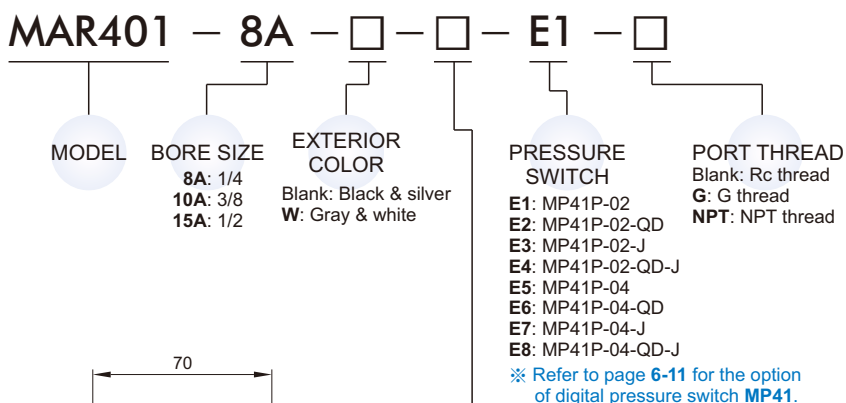 MAR401 – 8A – □ – □ – E1 – □
MODEL
BORE SIZE
8A: 1/4
10A: 3/8
15A: 1/2
EXTERIOR
COLOR
Blank: Black & silver
W: Gray & white
PRESSURE
SWITCH
E1: MP41P-02
E2: MP41P-02-QD
E3: MP41P-02-J
E4: MP41P-02-QD-J
E5: MP41P-04
E6: MP41P-04-QD
E7: MP41P-04-J
E8: MP41P-04-QD-J
※ Refer to page 6-11 for the option
of digital pressure switch MP41.
PORT THREAD
Blank: Rc thread
G: G thread
NPT: NPT thread
70